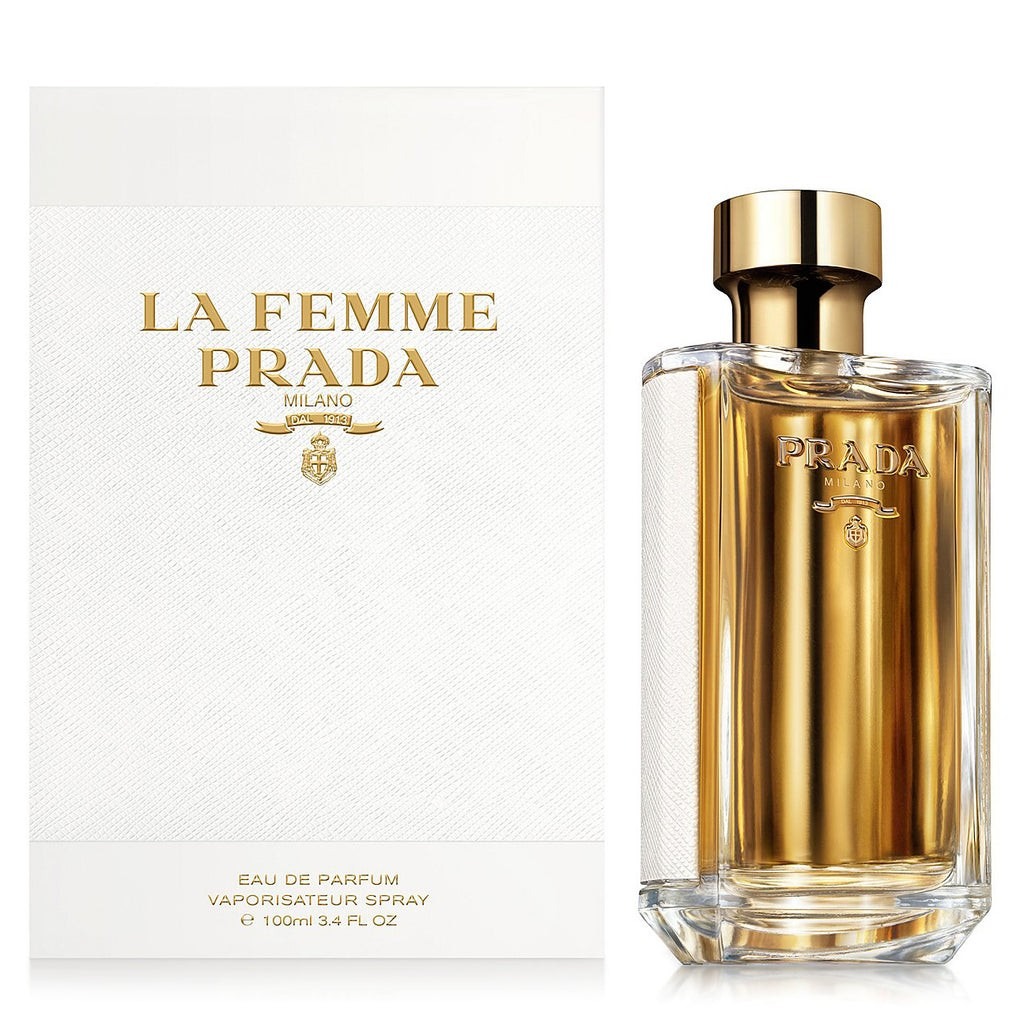 LA FEMME
PRADA
MILANO
DAL 1913
EAU DE PARFUM
VAPORISATEUR SPRAY
℮ 100ml 3.4 FL OZ
PRADA
MILANO
DAL 1913